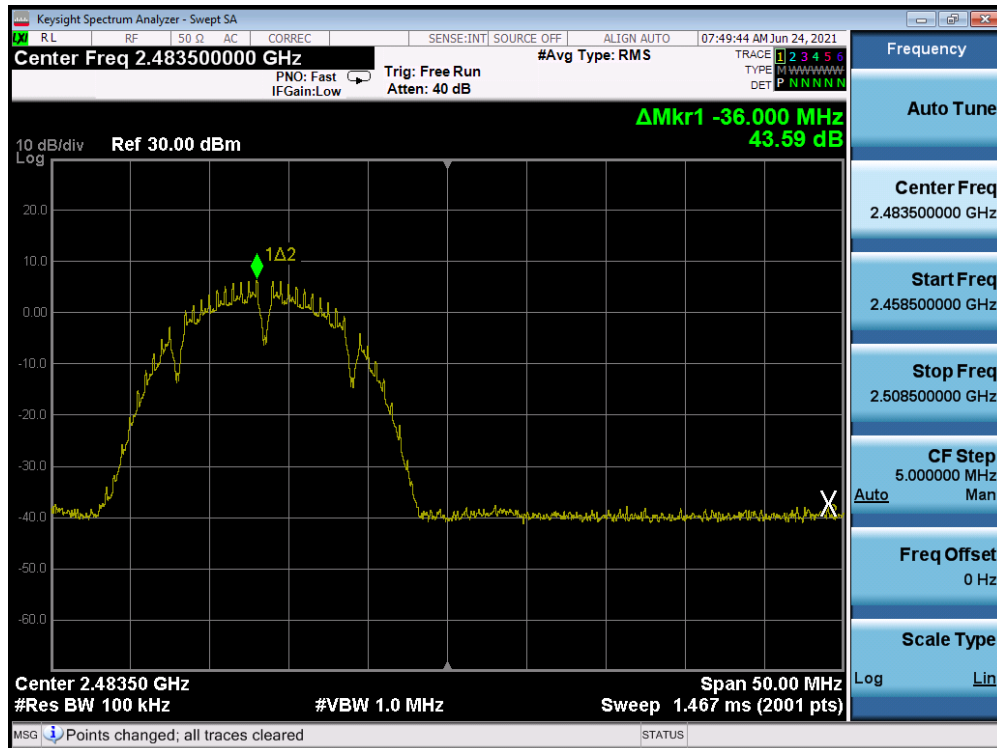 Keysight Spectrum Analyzer - Swept SA
LXI RL RF 50 Ω AC CORREC SENSE:INT SOURCE OFF ALIGN AUTO 07:49:44 AM Jun 24, 2021
Center Freq 2.483500000 GHz
#Avg Type: RMS
TRACE 1 2 3 4 5 6
PNO: Fast
Trig: Free Run
TYPE M W W W W W
IFGain:Low
Atten: 40 dB
DET P N N N N N
ΔMkr1 -36.000 MHz
43.59 dB
10 dB/div
Ref 30.00 dBm
Log
20.0
1Δ2
10.0
0.00
-10.0
-20.0
-30.0
-40.0
-50.0
-60.0
Center 2.48350 GHz
Span 50.00 MHz
#Res BW 100 kHz
#VBW 1.0 MHz
Sweep 1.467 ms (2001 pts)
MSG Points changed; all traces cleared
STATUS
Frequency
Auto Tune
Center Freq
2.483500000 GHz
Start Freq
2.458500000 GHz
Stop Freq
2.508500000 GHz
CF Step
5.000000 MHz
Auto Man
Freq Offset
0 Hz
Scale Type
Log Lin